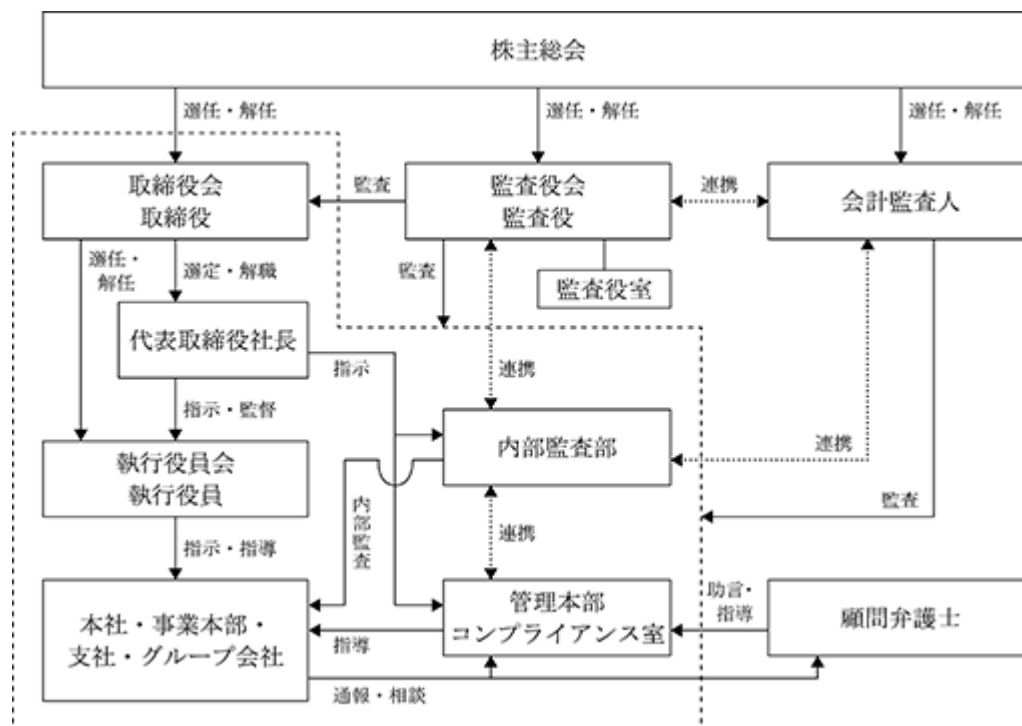 株主総会
選任・解任
選任・解任
選任・解任
取締役会
取締役
監査
監査役会
監査役
連携
会計監査人
選任・
解任
選定・解職
監査
監査役室
代表取締役社長
指示
連携
指示・監督
内部監査部
連携
執行役員会
執行役員
内部監査
監査
連携
指示・指導
本社・事業本部・
支社・グループ会社
指導
管理本部
コンプライアンス室
助言・
指導
顧問弁護士
通報・相談